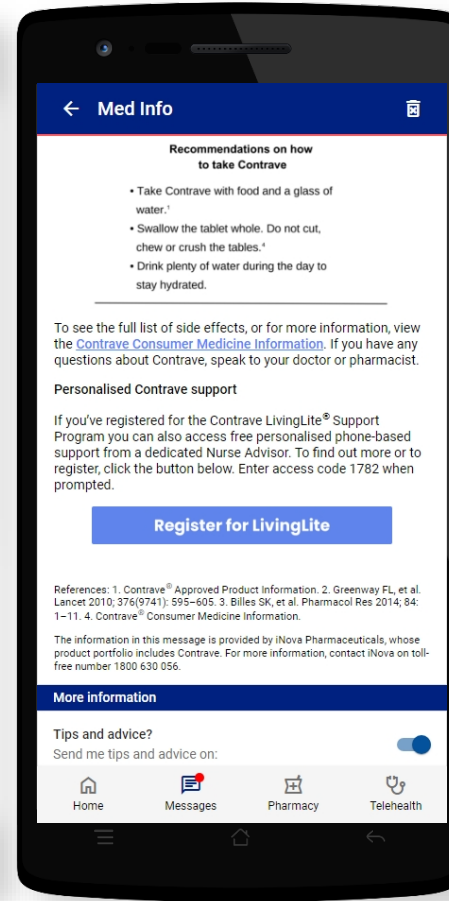 Med Info
Recommendations on how
to take Contrave
• Take Contrave with food and a glass of
water.¹
• Swallow the tablet whole. Do not cut,
chew or crush the tables.⁴
• Drink plenty of water during the day to
stay hydrated.
To see the full list of side effects, or for more information, view
the Contrave Consumer Medicine Information. If you have any
questions about Contrave, speak to your doctor or pharmacist.
Personalised Contrave support
If you've registered for the Contrave LivingLite® Support
Program you can also access free personalised phone-based
support from a dedicated Nurse Advisor. To find out more or to
register, click the button below. Enter access code 1782 when
prompted.
Register for LivingLite
References: 1. Contrave® Approved Product Information. 2. Greenway FL, et al.
Lancet 2010; 376(9741): 595–605. 3. Billes SK, et al. Pharmacol Res 2014; 84:
1–11. 4. Contrave® Consumer Medicine Information.
The information in this message is provided by iNova Pharmaceuticals, whose
product portfolio includes Contrave. For more information, contact iNova on toll-
free number 1800 630 056.
More information
Tips and advice?
Send me tips and advice on:
Home Messages Pharmacy Telehealth